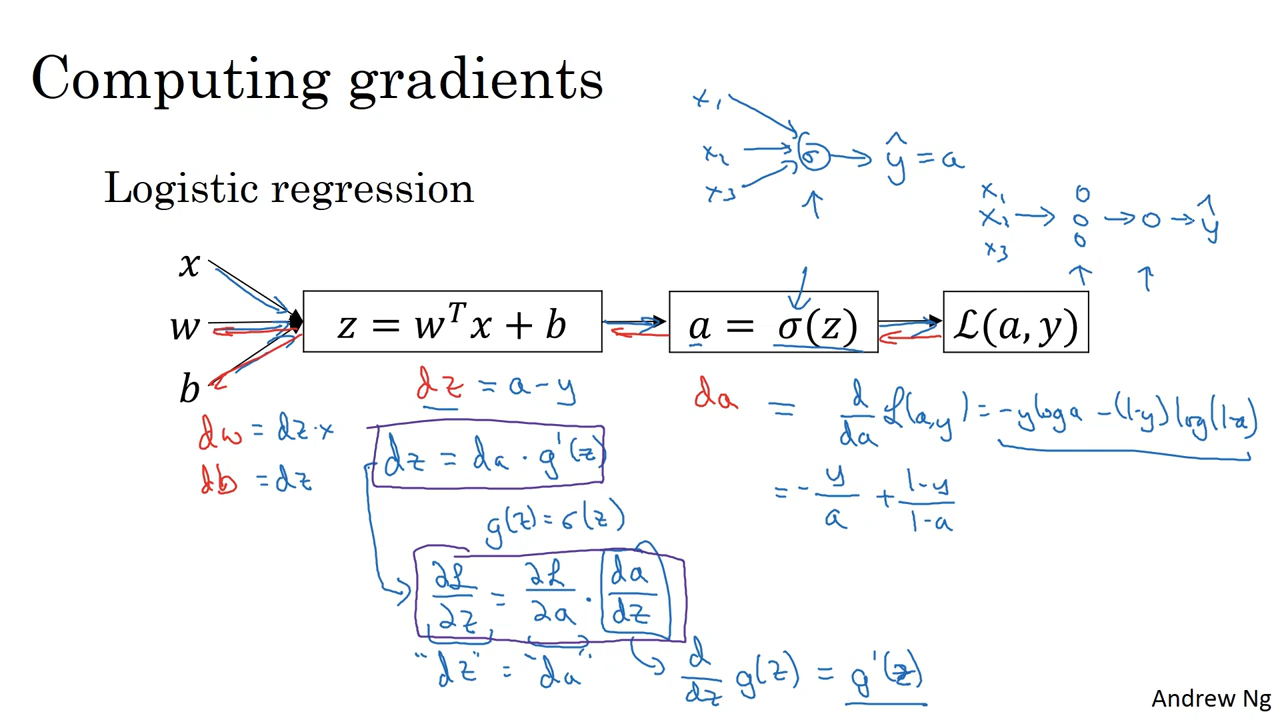 Computing gradients
x₁
x₂
x₃
σ
ŷ = a
Logistic regression
x₁
x₂
x₃
ŷ
x
w
b
z = wᵀx + b
a = σ(z)
ℒ(a, y)
dz = a - y
da = d/da ℒ(a,y) = -y log a - (1-y) log(1-a)
dw = dz·x
db = dz
dz = da · g'(z)
= - y/a + 1-y/1-a
g(z) = σ(z)
∂ℒ/∂z = ∂ℒ/∂a · da/dz
"dz" = "da"
d/dz g(z) = g'(z)
Andrew Ng